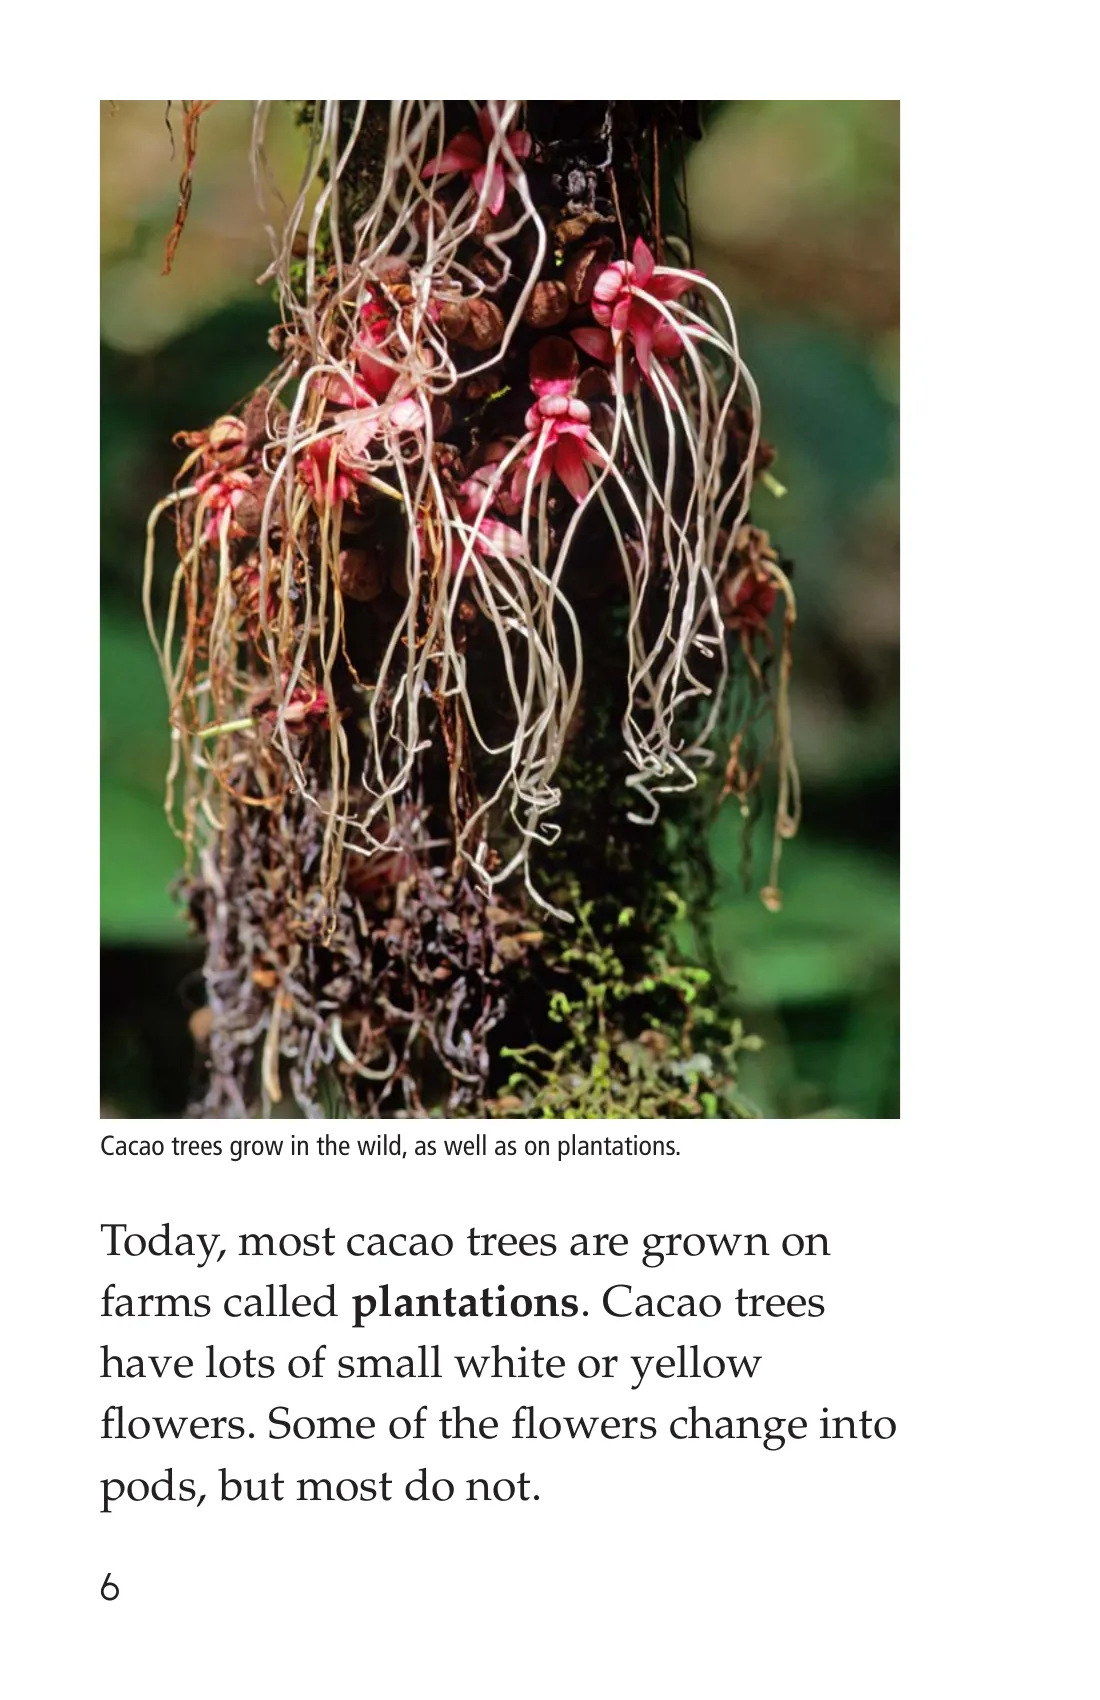 Cacao trees grow in the wild, as well as on plantations.
Today, most cacao trees are grown on
farms called plantations. Cacao trees
have lots of small white or yellow
flowers. Some of the flowers change into
pods, but most do not.
6